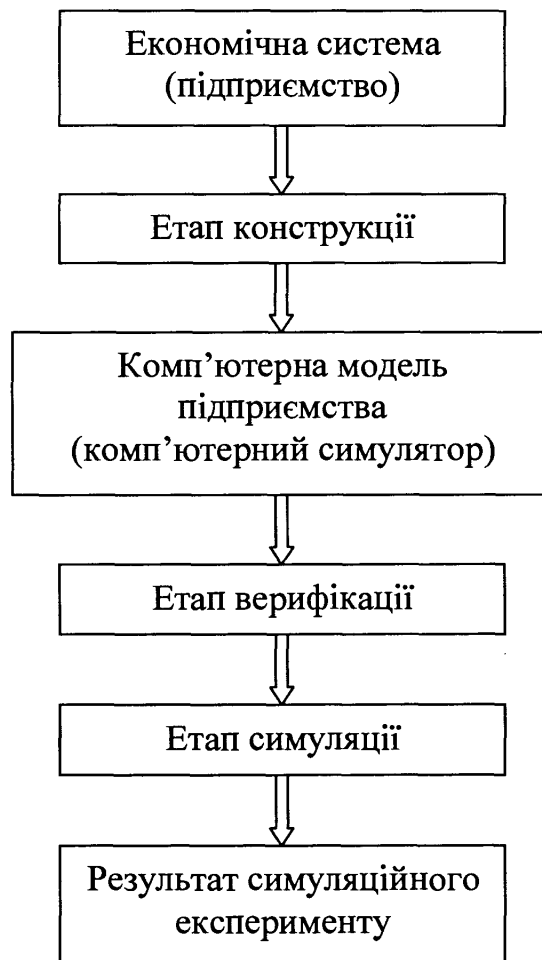 Економічна система
(підприємство)
Етап конструкції
Комп’ютерна модель
підприємства
(комп’ютерний симулятор)
Етап верифікації
Етап симуляції
Результат симуляційного
експерименту